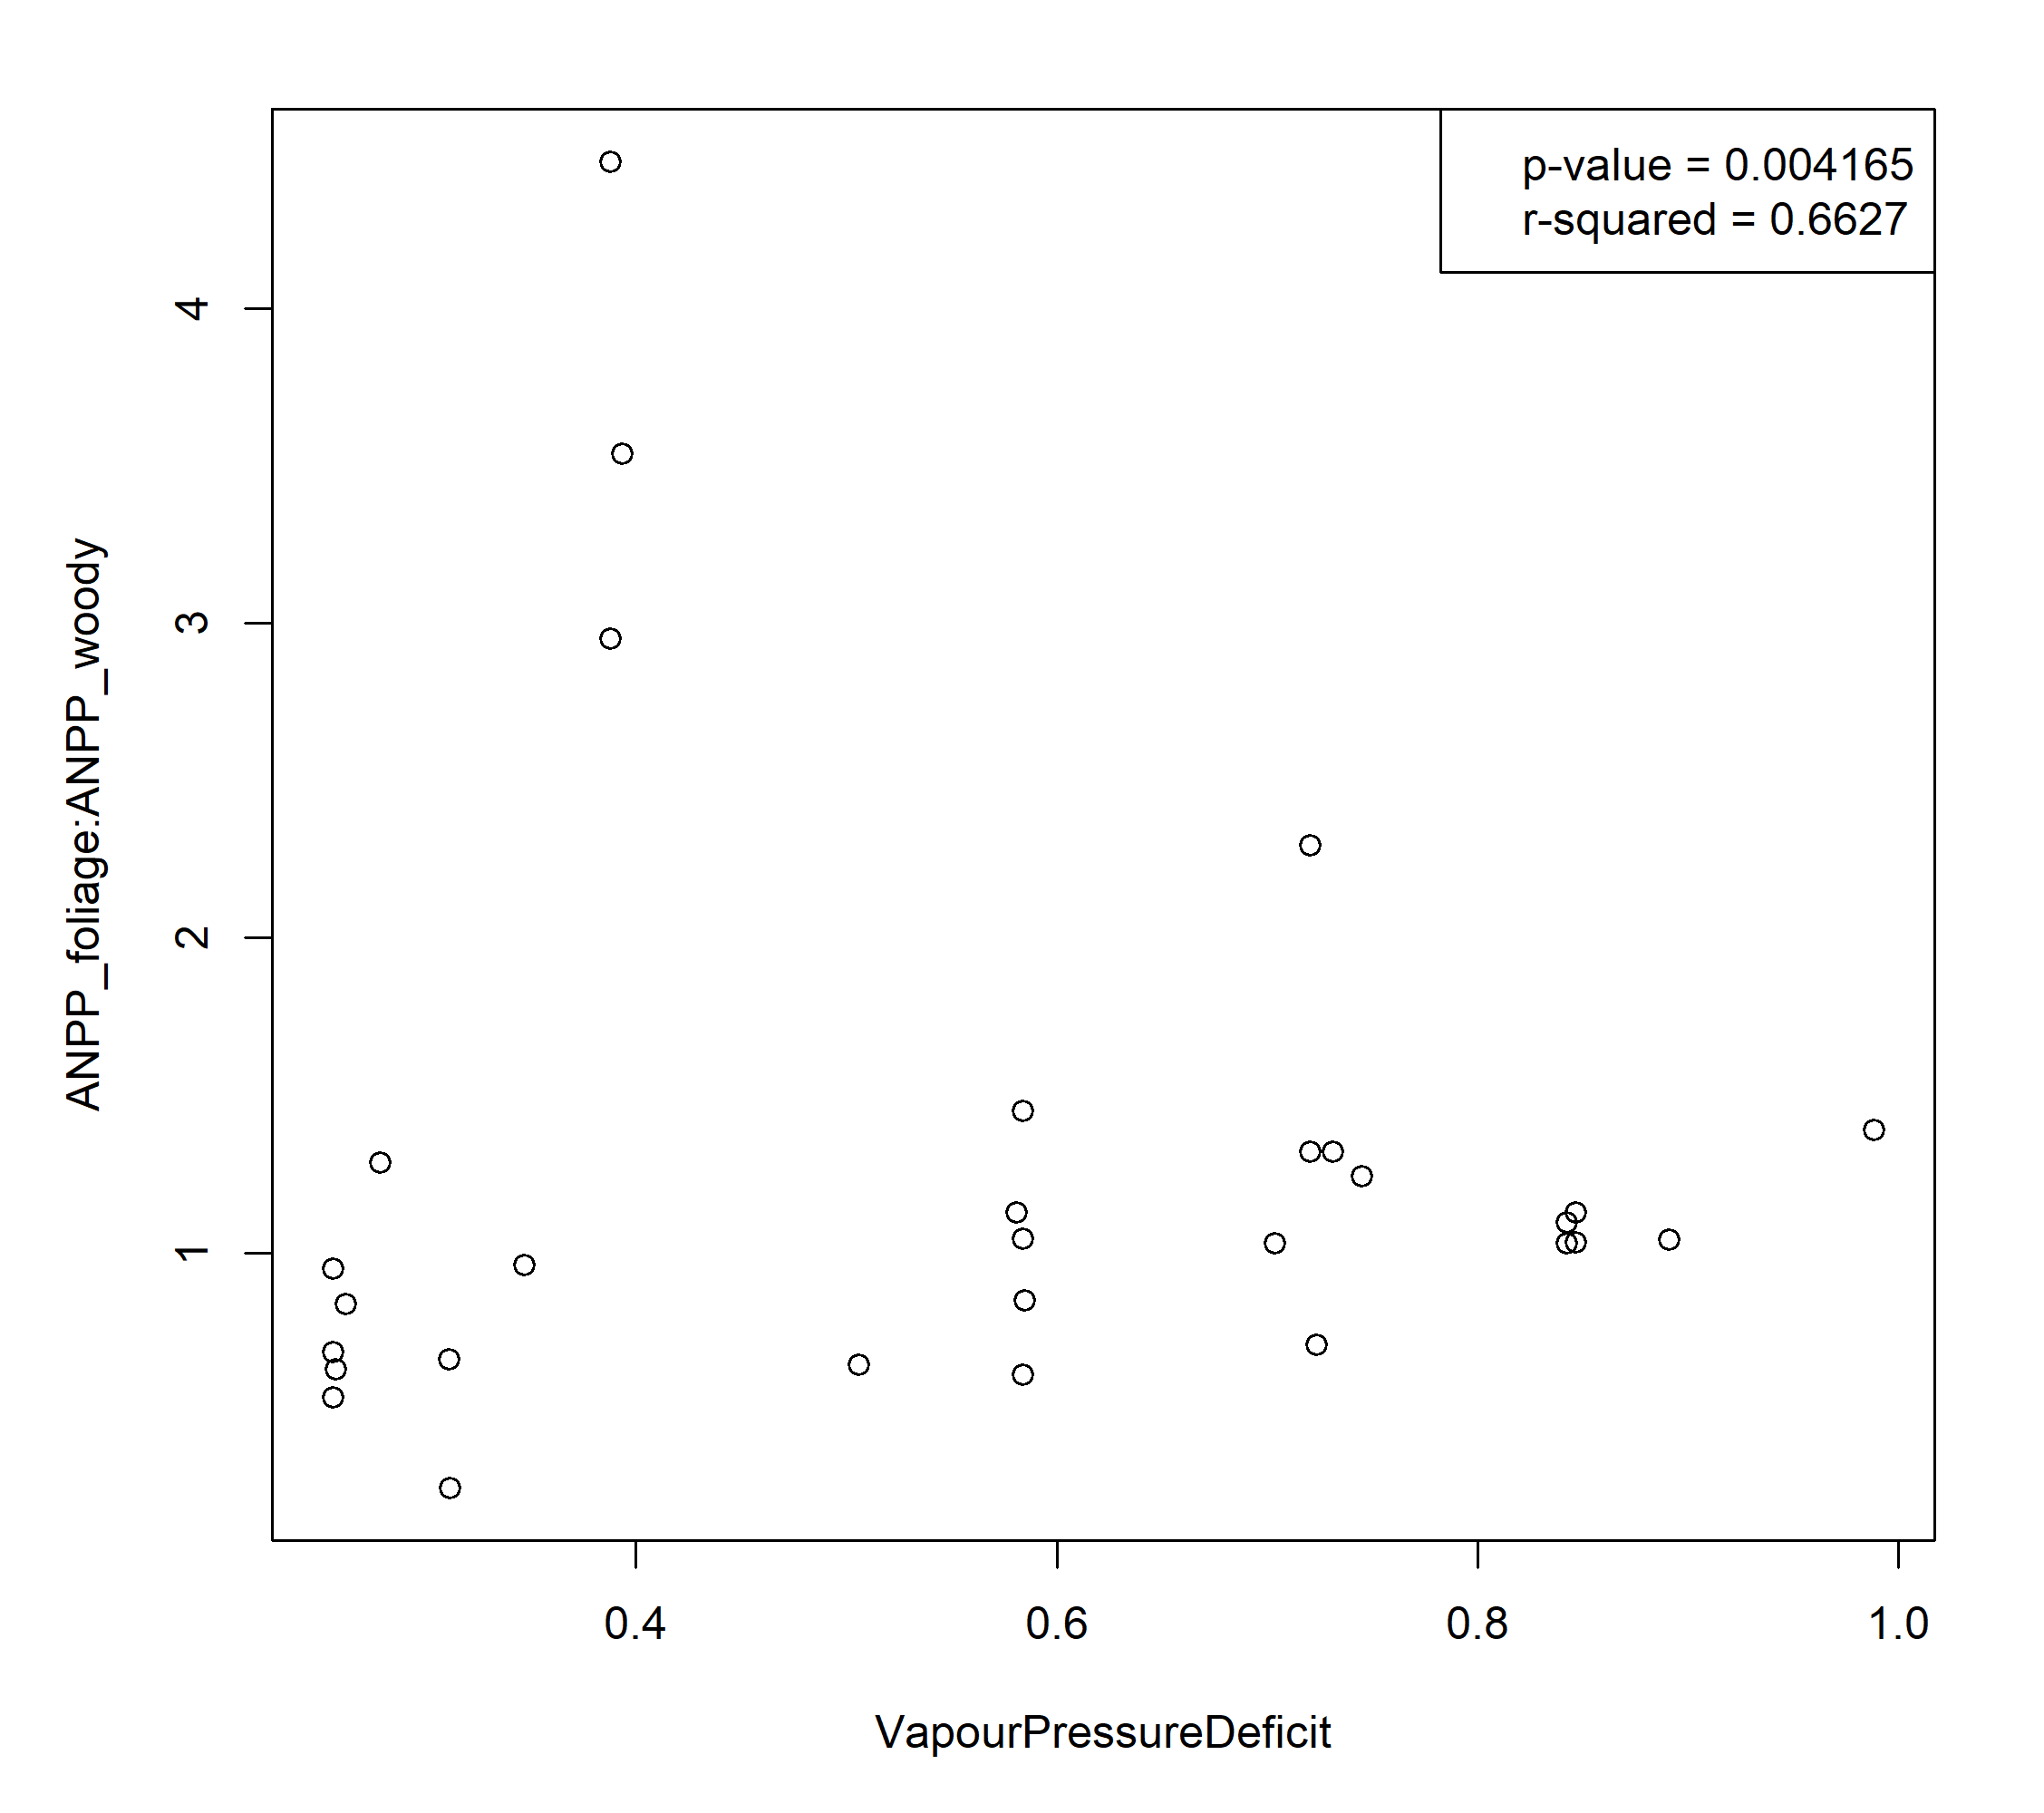 p-value = 0.004165
r-squared = 0.6627
ANPP_foliage:ANPP_woody
4
3
2
1
0.4 0.6 0.8 1.0
VapourPressureDeficit